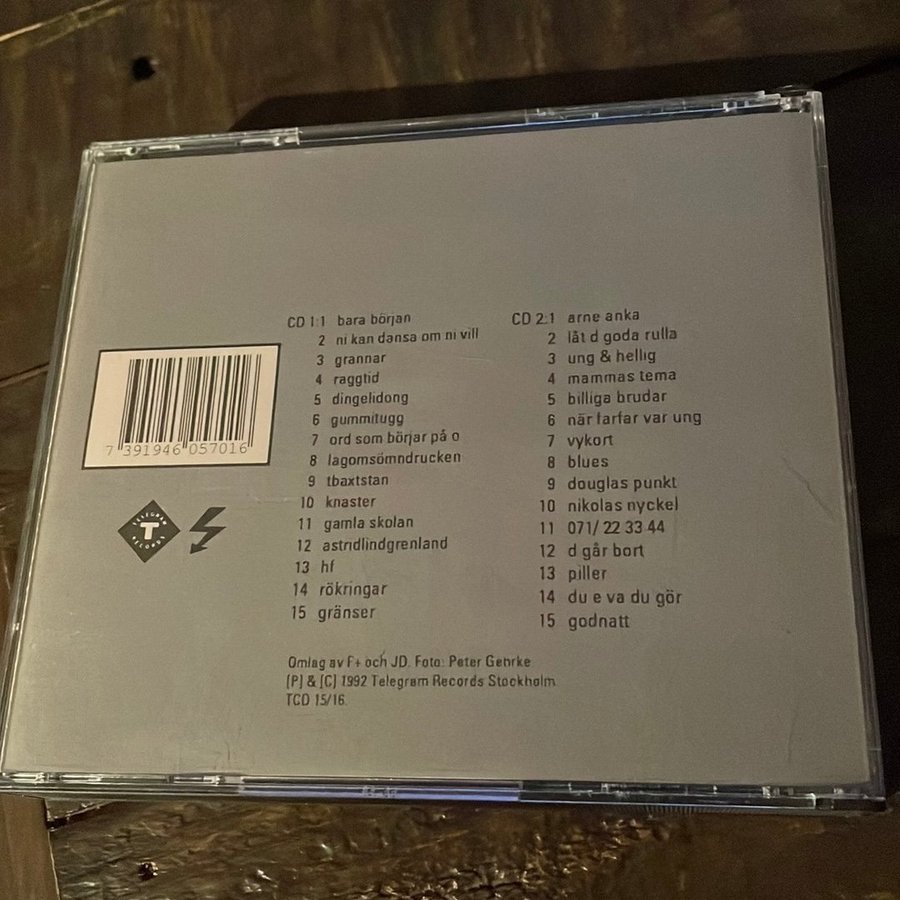 CD 1:1 bara början
2 ni kan dansa om ni vill
3 grannar
4 raggtid
5 dingelidong
6 gummitugg
7 ord som börjar på o
8 lagomsömndrucken
9 tbaxtstan
10 knaster
11 gamla skolan
12 astridlindgrenland
13 hf
14 rökringar
15 gränser
CD 2:1 arne anka
2 låt d goda rulla
3 ung & hellig
4 mammas tema
5 billiga brudar
6 när farfar var ung
7 vykort
8 blues
9 douglas punkt
10 nikolas nyckel
11 071/ 22 33 44
12 d går bort
13 piller
14 du e va du gör
15 godnatt
7 391946 057016
TELEGRAM
T
RECORDS
Omlag av F+ och JD. Foto: Peter Gehrke
(P) & (C) 1992 Telegram Records Stockholm
TCD 15/16.